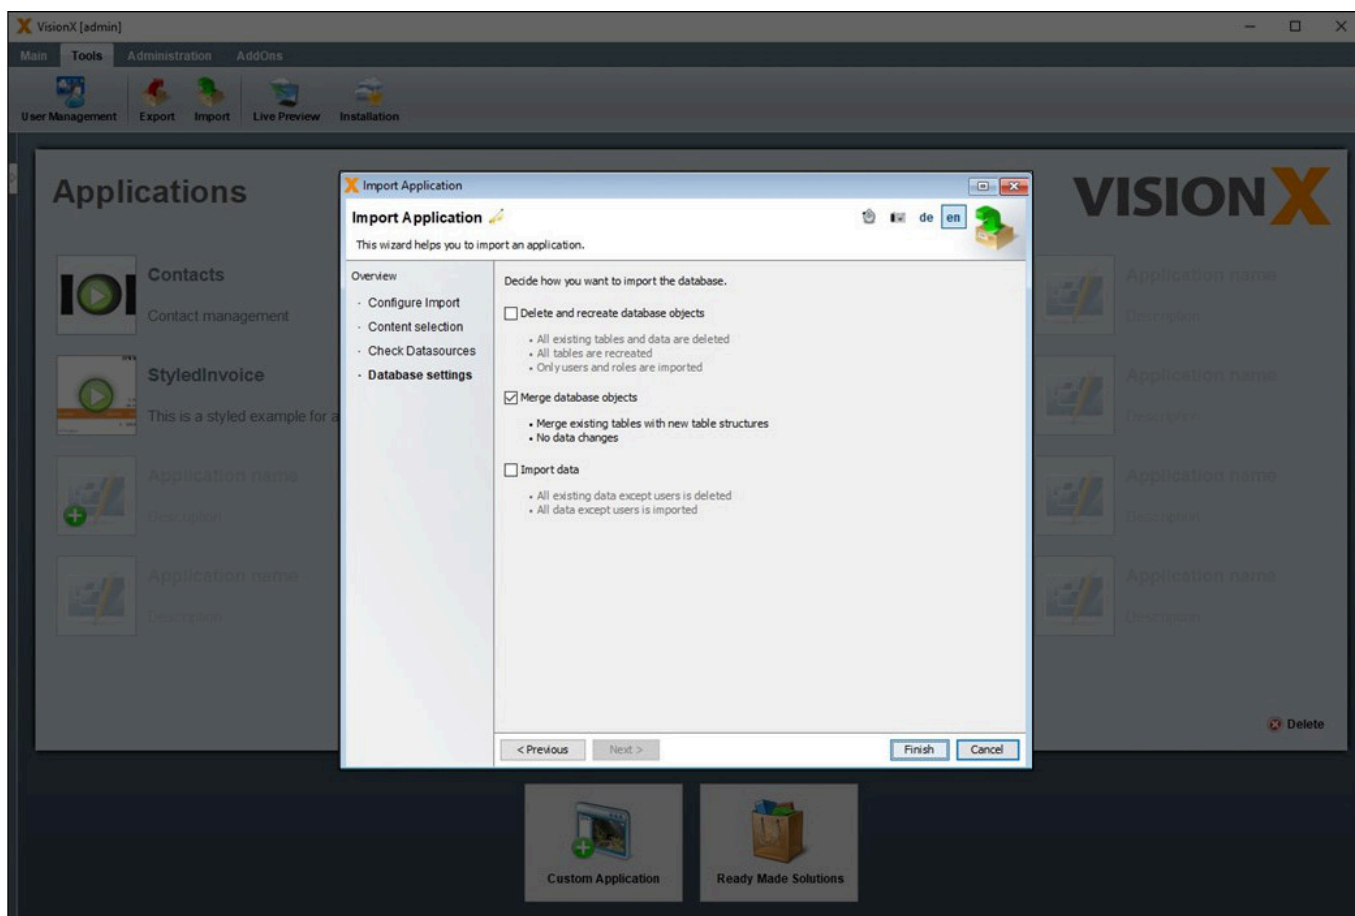 VisionX [admin]
Main Tools Administration AddOns
User Management Export Import Live Preview Installation
Applications
VISIONX
Contacts
Contact management
StyledInvoice
This is a styled example for a
Application name
Description
Application name
Description
Import Application
Import Application
de en
This wizard helps you to import an application.
Overview
· Configure Import
· Content selection
· Check Datasources
· Database settings
Decide how you want to import the database.
Delete and recreate database objects
• All existing tables and data are deleted
• All tables are recreated
• Only users and roles are imported
Merge database objects
• Merge existing tables with new table structures
• No data changes
Import data
• All existing data except users is deleted
• All data except users is imported
< Previous Next > Finish Cancel
Application name
Description
Application name
Description
Application name
Description
Application name
Description
Delete
Custom Application Ready Made Solutions